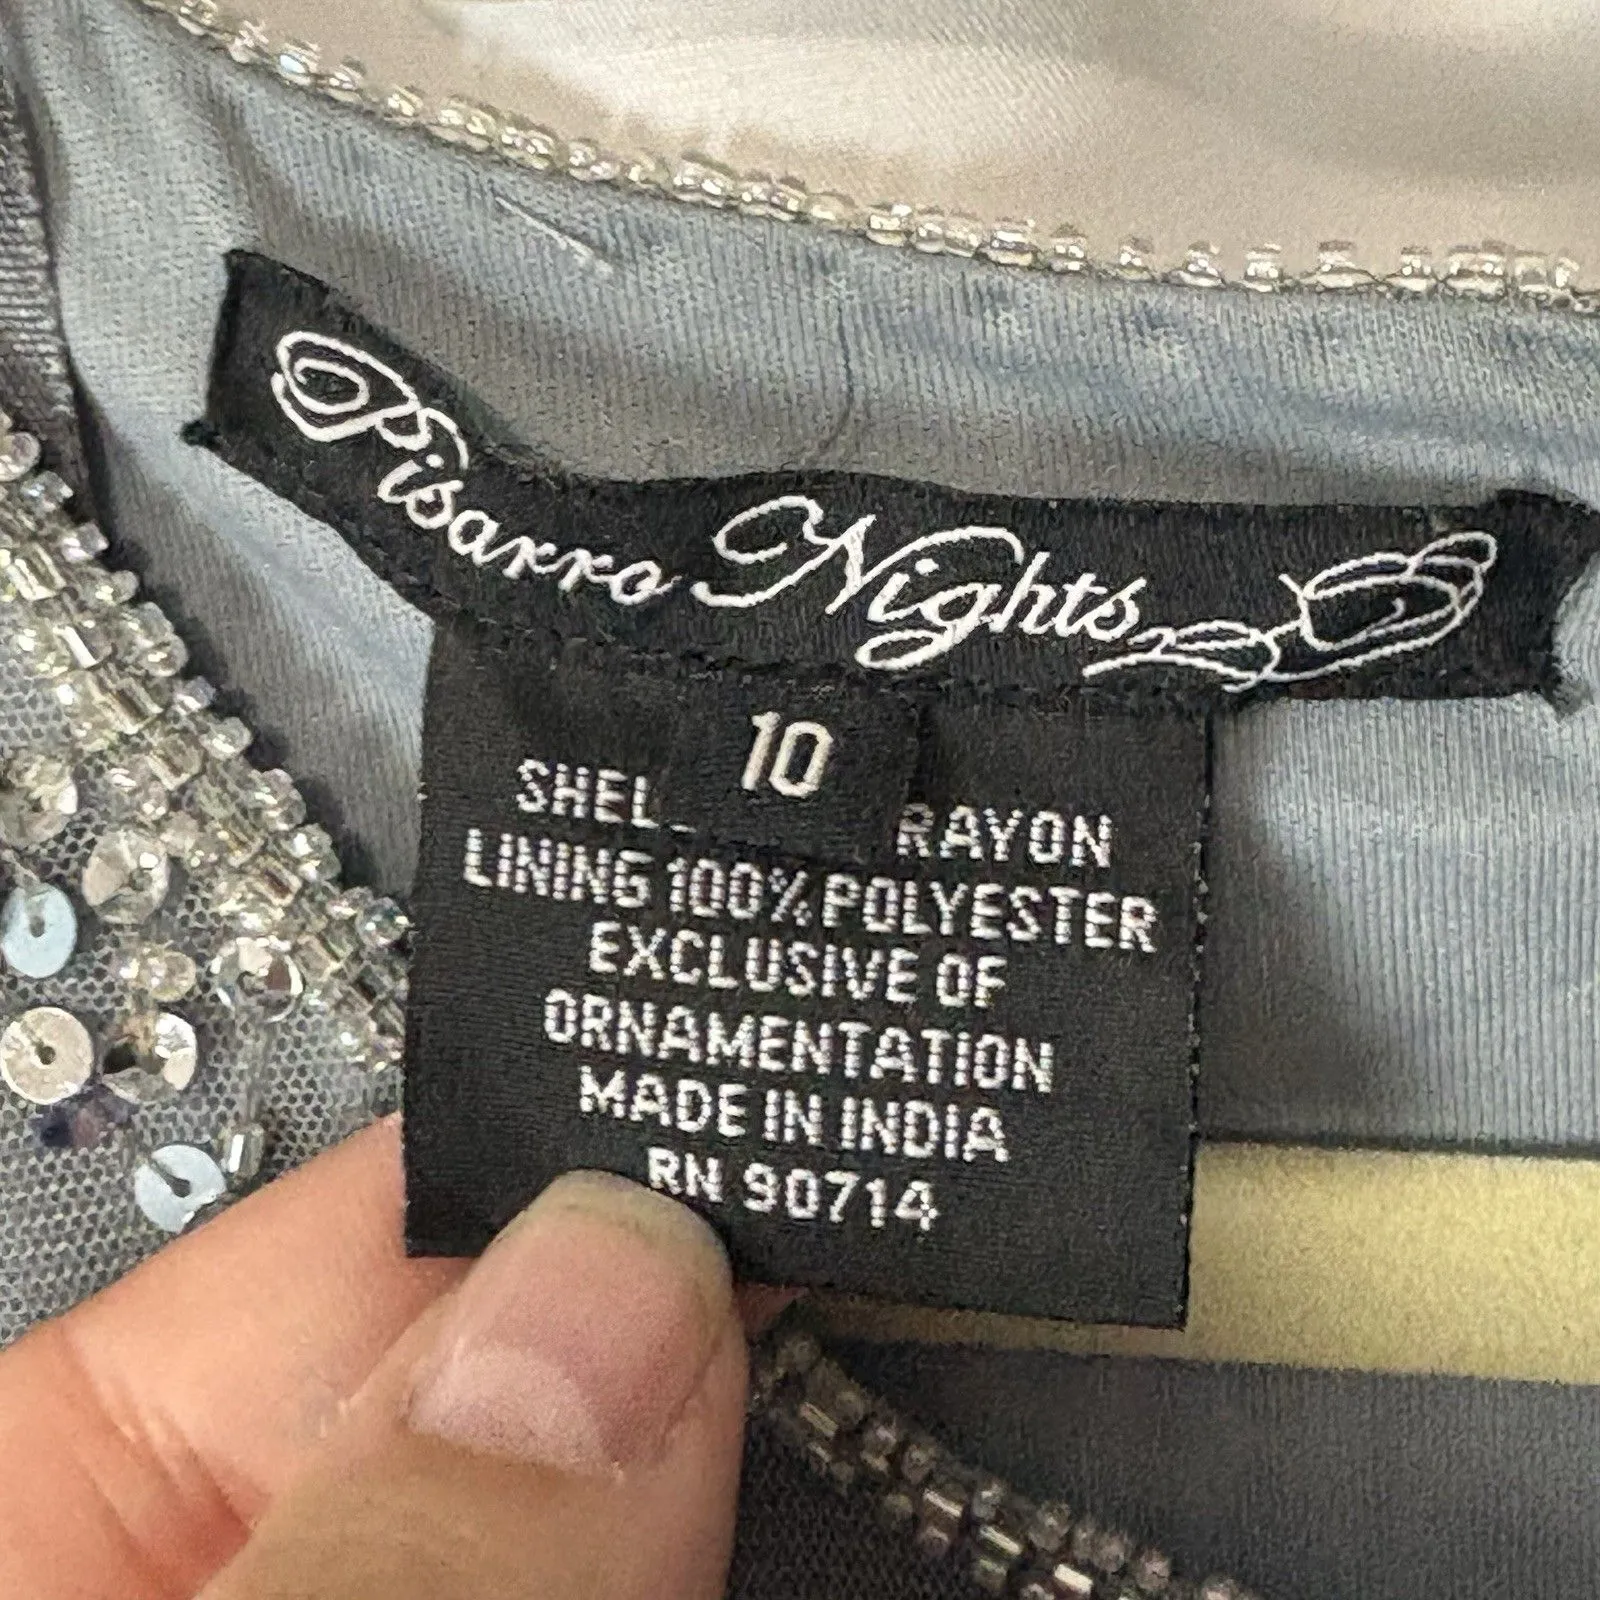 Pisarro Nights
10
SHEL RAYON
LINING 100% POLYESTER
EXCLUSIVE OF
ORNAMENTATION
MADE IN INDIA
RN 90714